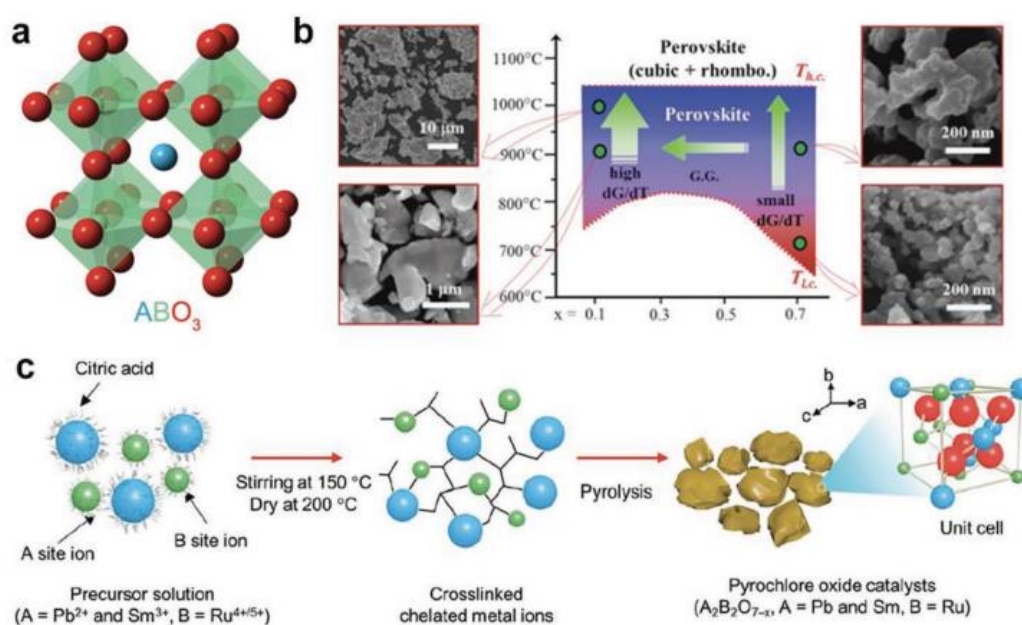 a
ABO₃
b
1100°C
1000°C
900°C
800°C
700°C
600°C
10 μm
1 μm
Perovskite
(cubic + rhombo.)
T_h.c.
Perovskite
high
dG/dT
G.G.
small
dG/dT
T_l.c.
x = 0.1 0.3 0.5 0.7
200 nm
200 nm
c
Citric acid
A site ion
B site ion
Precursor solution
(A = Pb²⁺ and Sm³⁺, B = Ru⁴⁺/⁵⁺)
Stirring at 150 °C
Dry at 200 °C
Crosslinked
chelated metal ions
Pyrolysis
b
a
c
Unit cell
Pyrochlore oxide catalysts
(A₂B₂O₇₋ₓ, A = Pb and Sm, B = Ru)